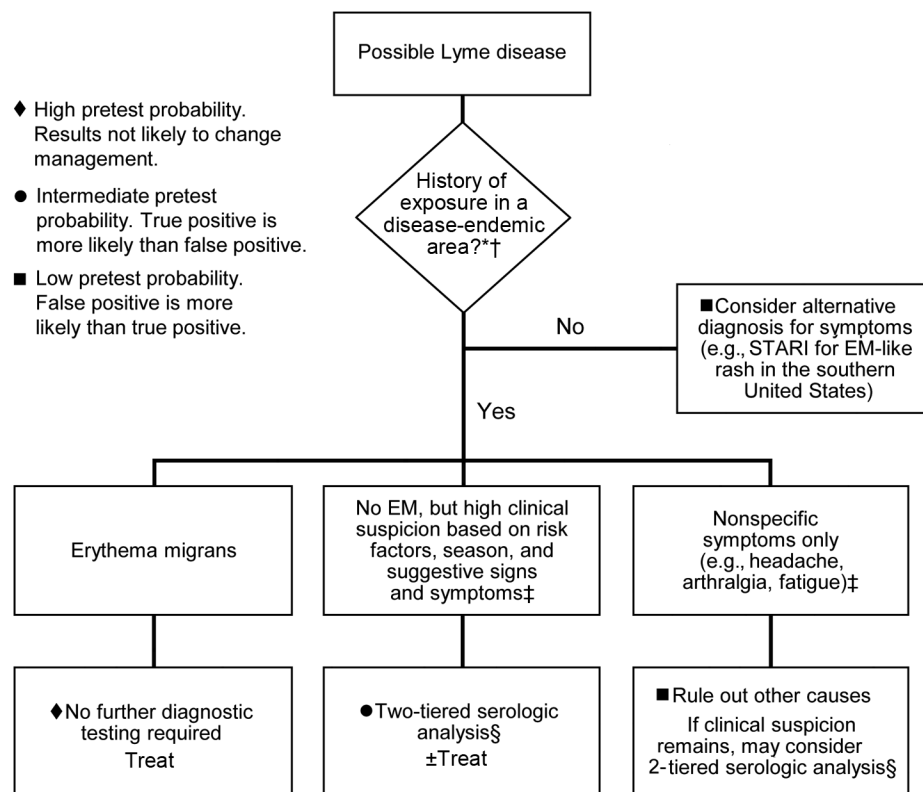 Possible Lyme disease
♦ High pretest probability.
Results not likely to change
management.
● Intermediate pretest
probability. True positive is
more likely than false positive.
■ Low pretest probability.
False positive is more
likely than true positive.
History of
exposure in a
disease-endemic
area?*†
No
■Consider alternative
diagnosis for symptoms
(e.g., STARI for EM-like
rash in the southern
United States)
Yes
Erythema migrans
No EM, but high clinical
suspicion based on risk
factors, season, and
suggestive signs
and symptoms‡
Nonspecific
symptoms only
(e.g., headache,
arthralgia, fatigue)‡
♦No further diagnostic
testing required
Treat
●Two-tiered serologic
analysis§
±Treat
■Rule out other causes
If clinical suspicion
remains, may consider
2-tiered serologic analysis§